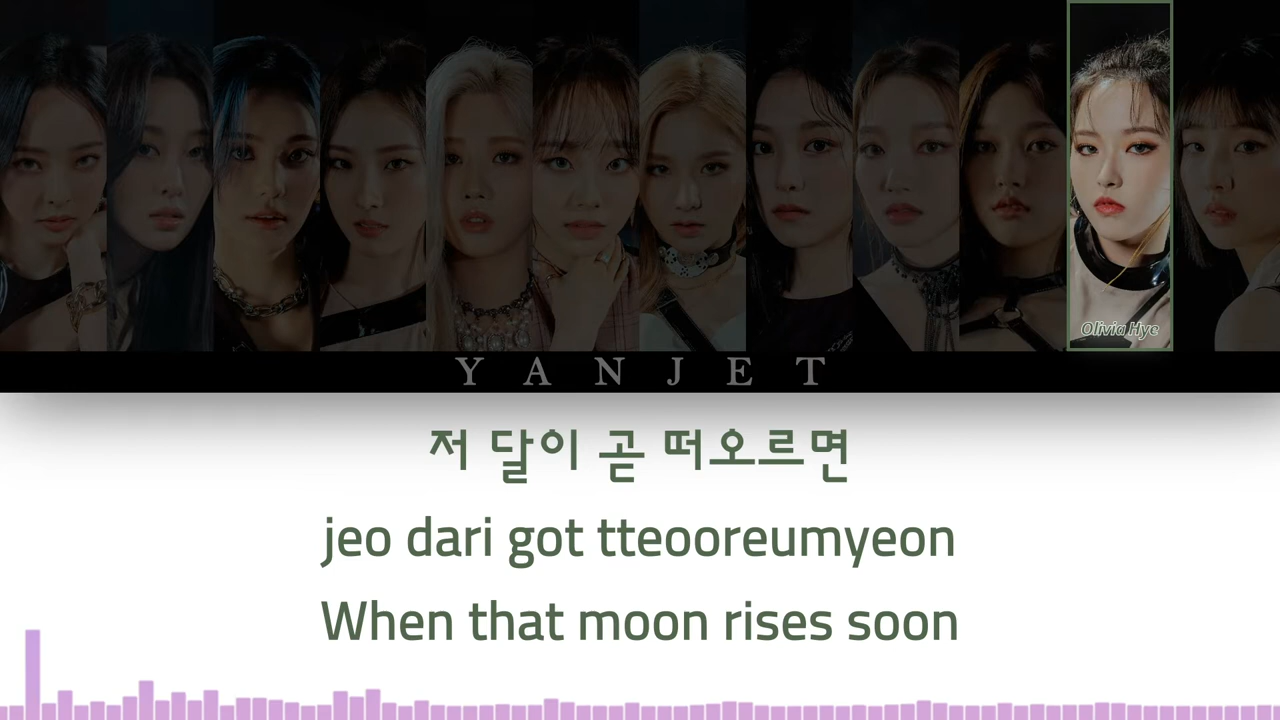 Olivia Hye
YANJET
저 달이 곧 떠오르면
jeo dari got tteooreumyeon
When that moon rises soon